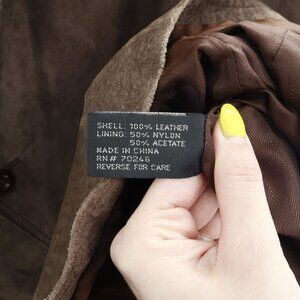 SHELL: 100% LEATHER
LINING: 50% NYLON
50% ACETATE
MADE IN CHINA
RN# 70246
REVERSE FOR CARE